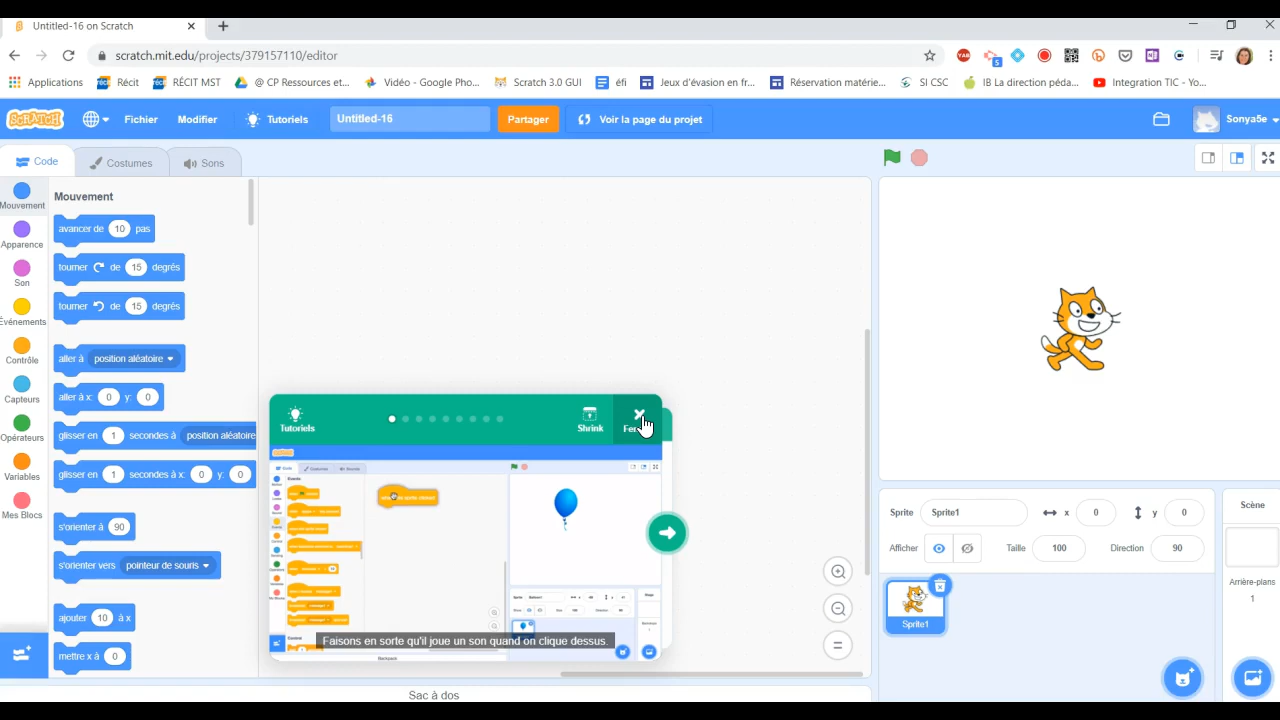 Untitled-16 on Scratch
scratch.mit.edu/projects/379157110/editor
Applications Récit RÉCIT MST @ CP Ressources et... Vidéo - Google Pho... Scratch 3.0 GUI éfi Jeux d'évasion en fr... Réservation matérie... SI CSC IB La direction péda... Integration TIC - Yo...
SCRATCH Fichier Modifier Tutoriels Untitled-16 Partager Voir la page du projet Sonya5e
Code Costumes Sons
Mouvement
Apparence
Son
Événements
Contrôle
Capteurs
Opérateurs
Variables
Mes Blocs
Mouvement
avancer de 10 pas
tourner de 15 degrés
tourner de 15 degrés
aller à position aléatoire
aller à x: 0 y: 0
glisser en 1 secondes à position aléatoire
glisser en 1 secondes à x: 0 y: 0
s'orienter à 90
s'orienter vers pointeur de souris
ajouter 10 à x
mettre x à 0
Tutoriels Shrink
Code Costumes Sounds
Events
Control
Backpack
Faisons en sorte qu'il joue un son quand on clique dessus.
Sprite Sprite1 x 0 y 0
Afficher Taille 100 Direction 90
Sprite1
Scène
Arrière-plans
1
Sac à dos